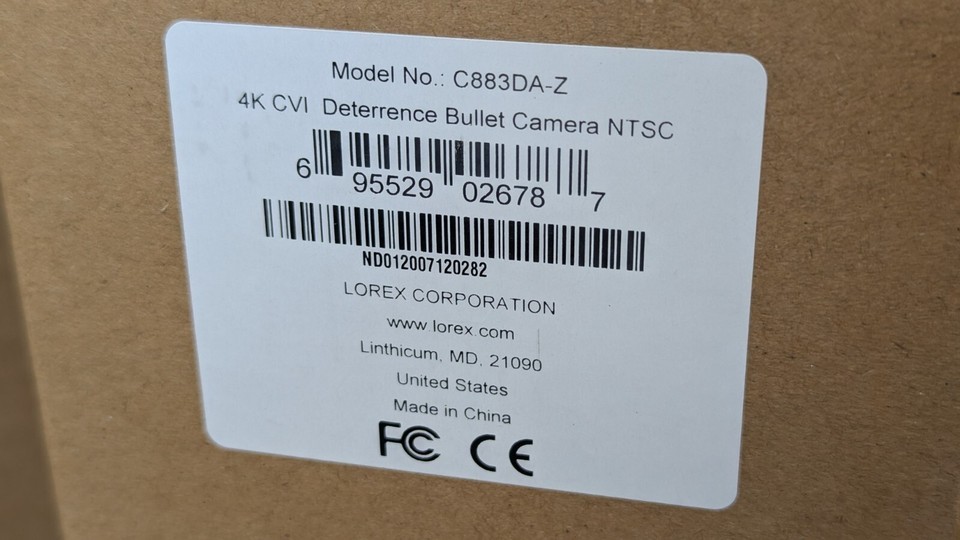 Model No.: C883DA-Z
4K CVI Deterrence Bullet Camera NTSC
6 95529 02678 7
ND012007120282
LOREX CORPORATION
www.lorex.com
Linthicum, MD, 21090
United States
Made in China
FC CE